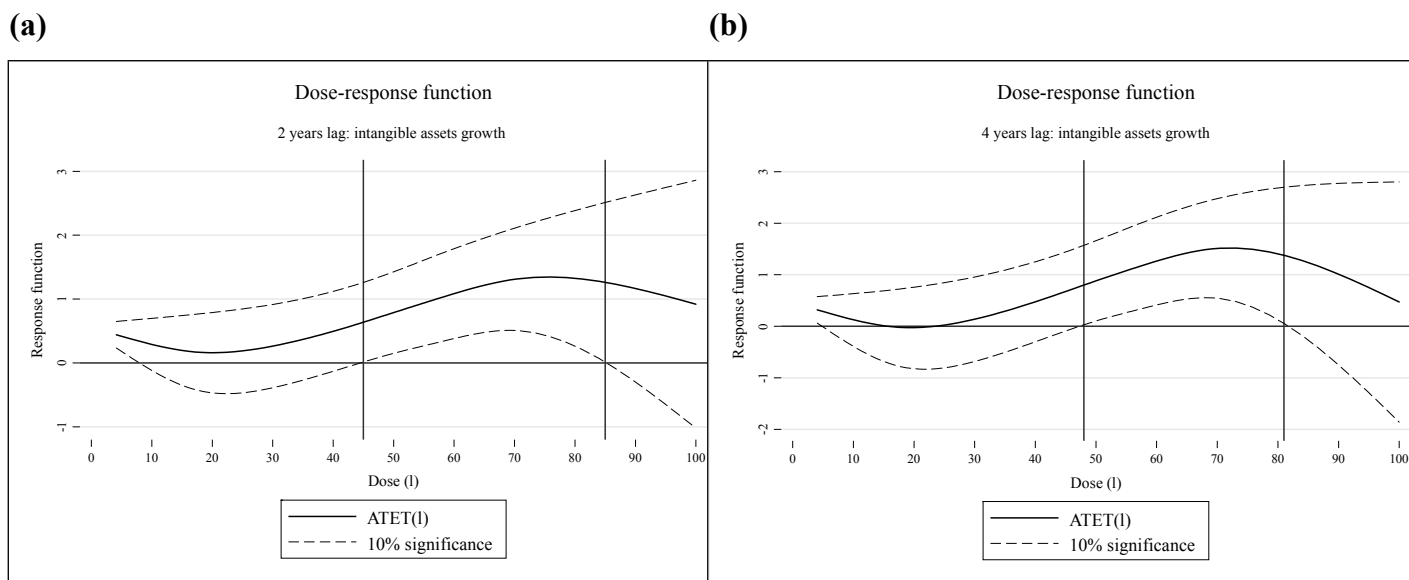 (a)
Dose-response function
2 years lag: intangible assets growth
Response function
3
2
1
0
-1
0 10 20 30 40 50 60 70 80 90 100
Dose (l)
ATET(l)
10% significance
(b)
Dose-response function
4 years lag: intangible assets growth
Response function
3
2
1
0
-1
-2
0 10 20 30 40 50 60 70 80 90 100
Dose (l)
ATET(l)
10% significance